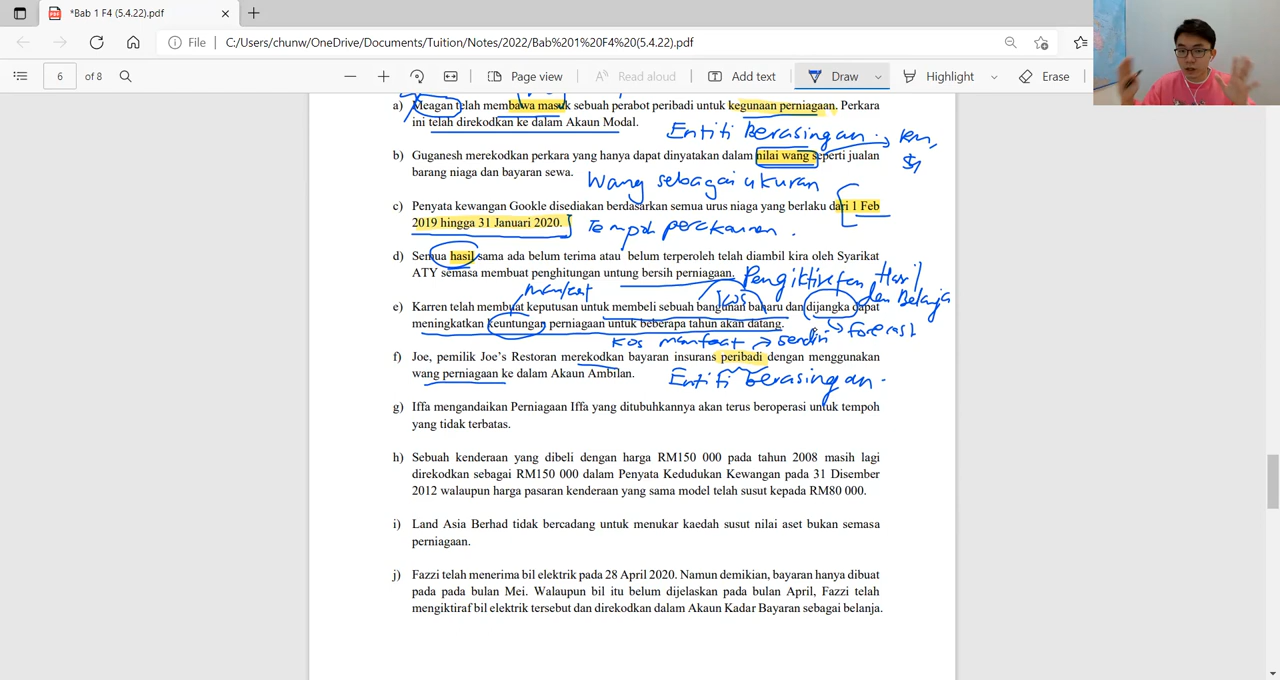 *Bab 1 F4 (5.4.22).pdf
File C:/Users/chunw/OneDrive/Documents/Tuition/Notes/2022/Bab%201%20F4%20(5.4.22).pdf
6 of 8 Page view Read aloud Add text Draw Highlight Erase
a) Meagan telah membawa masuk sebuah perabot peribadi untuk kegunaan perniagaan. Perkara
ini telah direkodkan ke dalam Akaun Modal.
Entiti Berasingan.
RM,
$
b) Guganesh merekodkan perkara yang hanya dapat dinyatakan dalam nilai wang seperti jualan
barang niaga dan bayaran sewa.
Wang sebagai ukuran
c) Penyata kewangan Gookle disediakan berdasarkan semua urus niaga yang berlaku dari 1 Feb
2019 hingga 31 Januari 2020.
Tempoh perakaunan.
d) Semua hasil sama ada belum terima atau belum terperoleh telah diambil kira oleh Syarikat
ATY semasa membuat penghitungan untung bersih perniagaan.
Pengiktirafan Hasil
dan Belanja
manfaat
kos
e) Karren telah membuat keputusan untuk membeli sebuah bangunan baharu dan dijangka dapat
meningkatkan keuntungan perniagaan untuk beberapa tahun akan datang.
forecast
kos manfaat → sendiri
f) Joe, pemilik Joe's Restoran merekodkan bayaran insurans peribadi dengan menggunakan
wang perniagaan ke dalam Akaun Ambilan.
Entiti berasingan.
g) Iffa mengandaikan Perniagaan Iffa yang ditubuhkannya akan terus beroperasi untuk tempoh
yang tidak terbatas.
h) Sebuah kenderaan yang dibeli dengan harga RM150 000 pada tahun 2008 masih lagi
direkodkan sebagai RM150 000 dalam Penyata Kedudukan Kewangan pada 31 Disember
2012 walaupun harga pasaran kenderaan yang sama model telah susut kepada RM80 000.
i) Land Asia Berhad tidak bercadang untuk menukar kaedah susut nilai aset bukan semasa
perniagaan.
j) Fazzi telah menerima bil elektrik pada 28 April 2020. Namun demikian, bayaran hanya dibuat
pada pada bulan Mei. Walaupun bil itu belum dijelaskan pada bulan April, Fazzi telah
mengiktiraf bil elektrik tersebut dan direkodkan dalam Akaun Kadar Bayaran sebagai belanja.